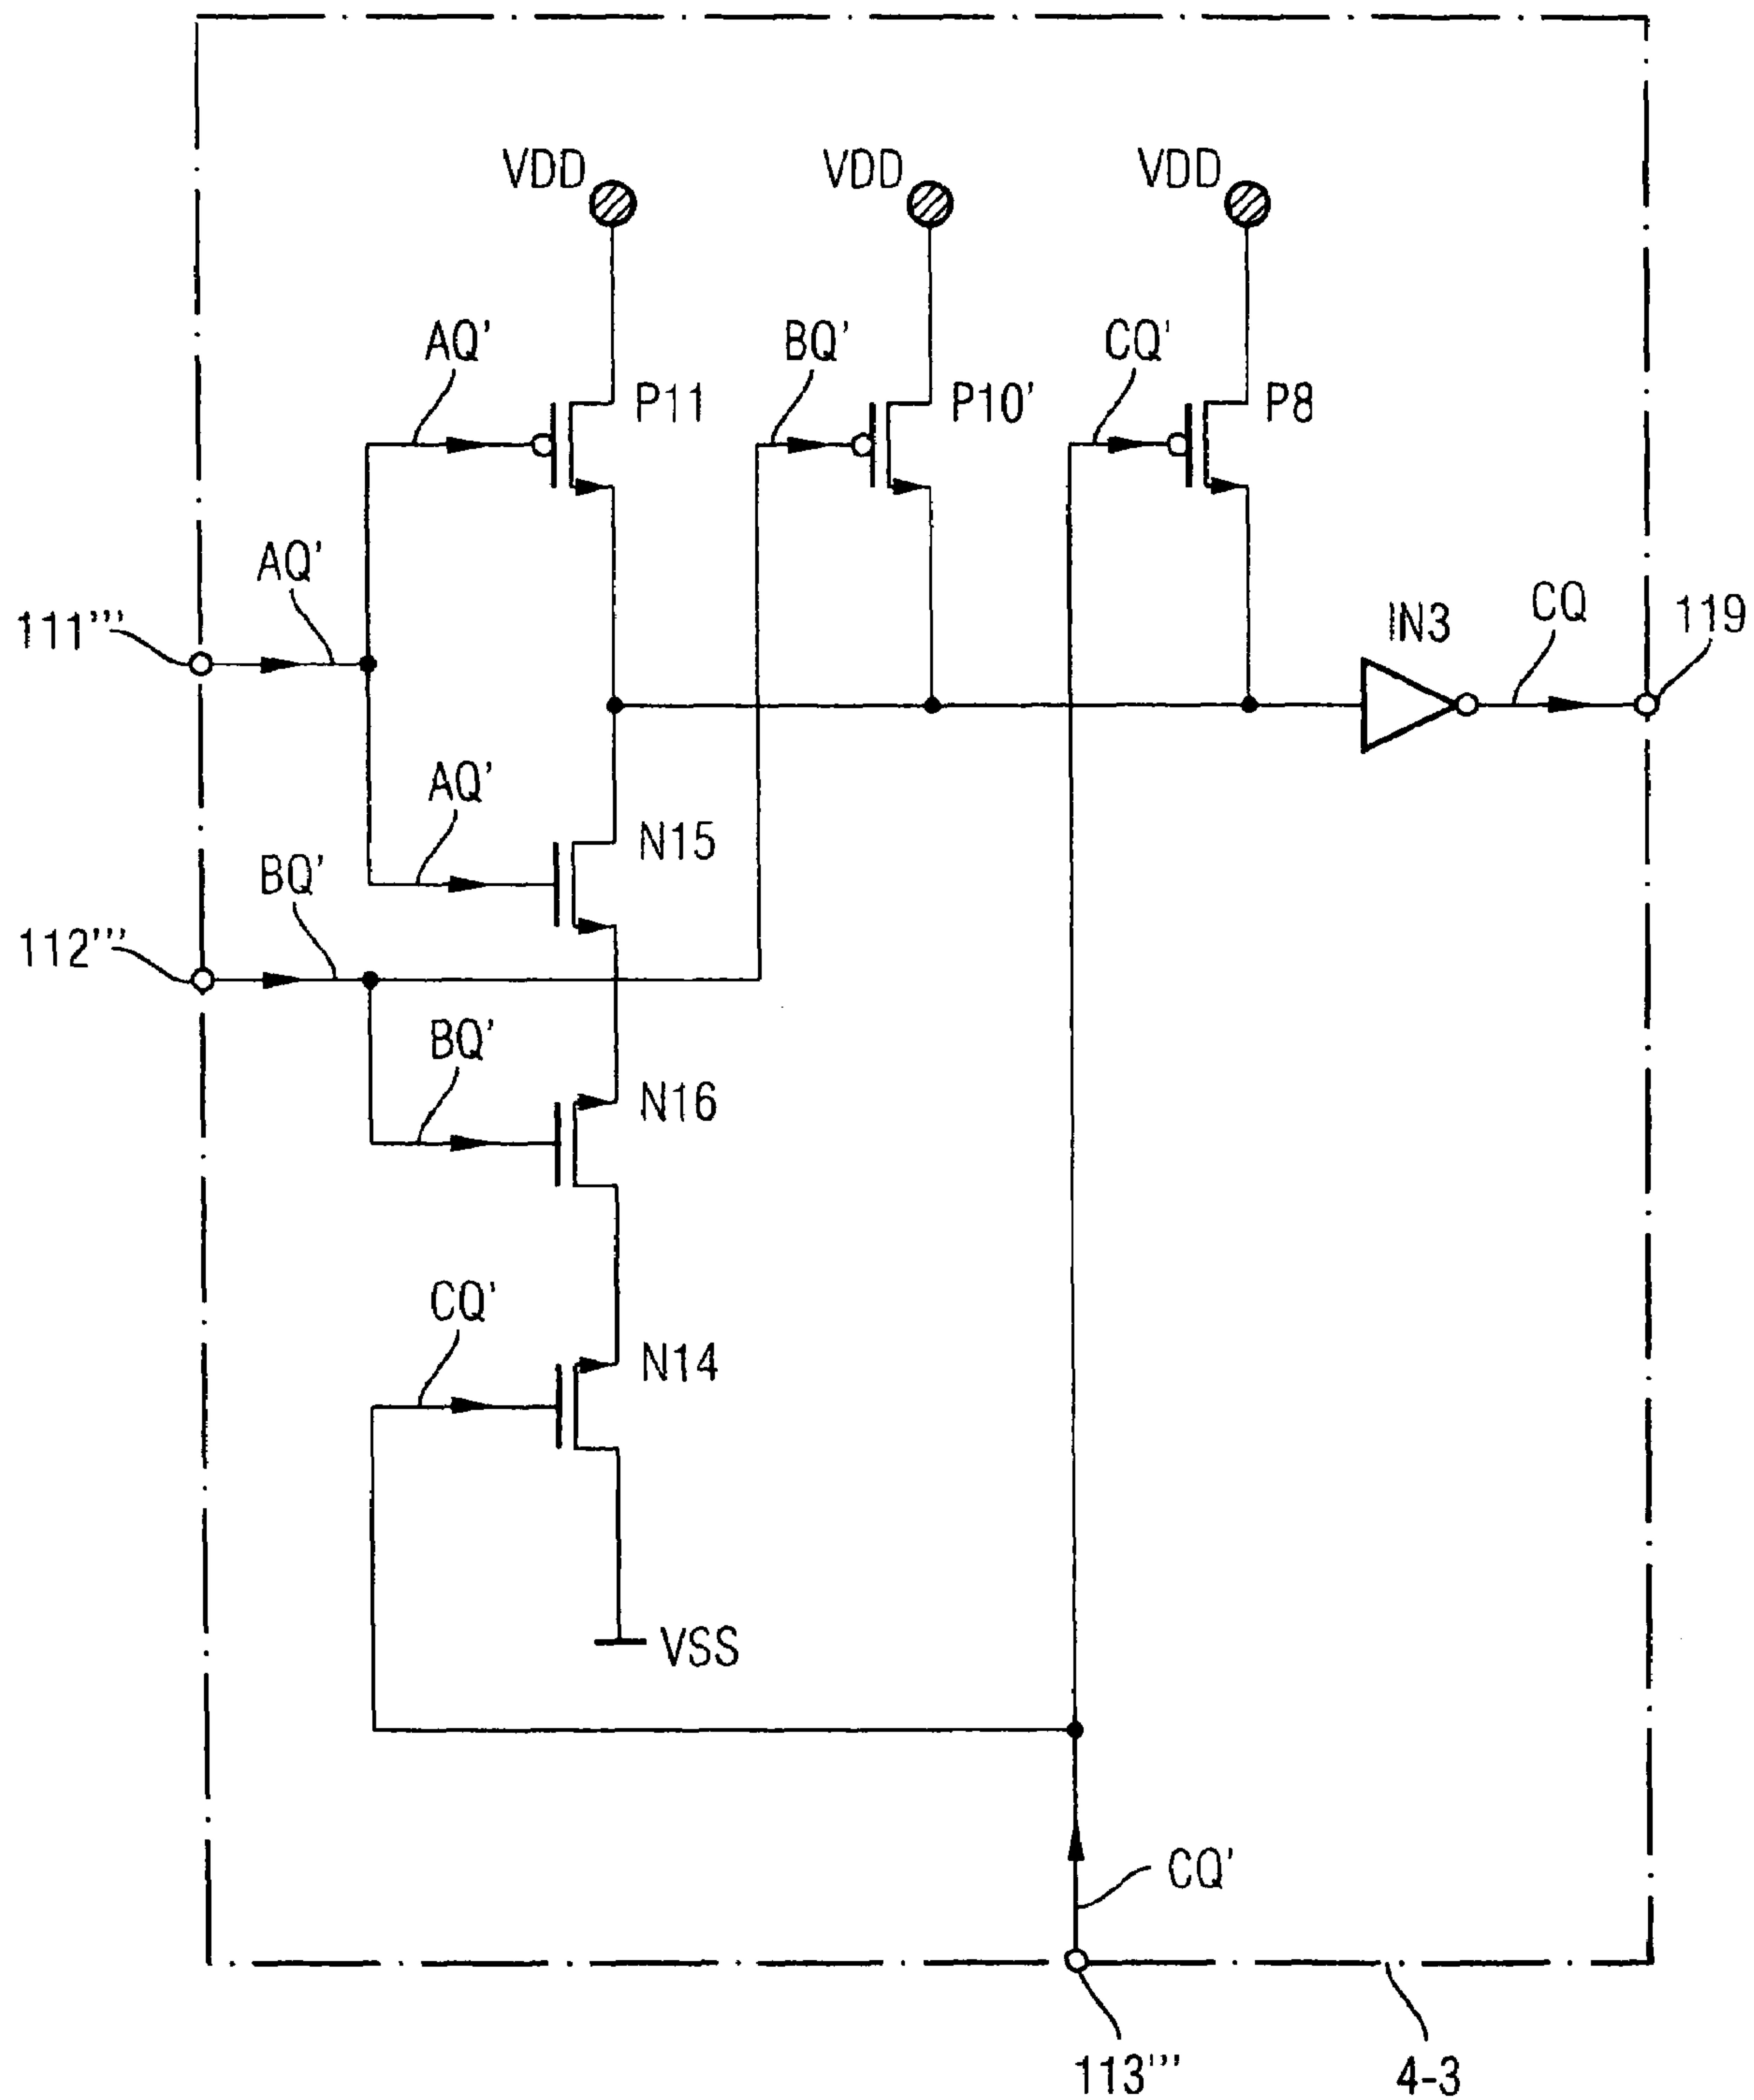 VDD VDD VDD
AQ' BQ' CQ'
P11 P10' P8
AQ'
111''' IN3 CQ 119
AQ'
N15
BQ'
112'''
BQ' N16
CQ' N14
VSS
CQ'
113''' 4-3